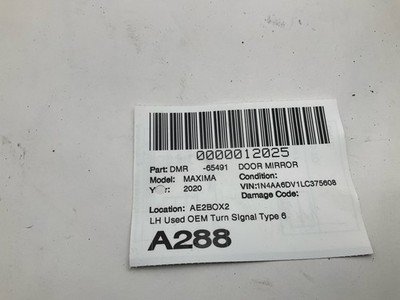 0000012025
Part: DMR -65491 DOOR MIRROR
Model: MAXIMA Condition:
Year: 2020 VIN:1N4AA6DV1LC375608
Damage Code:
Location: AE2BOX2
LH Used OEM Turn Signal Type 6
A288